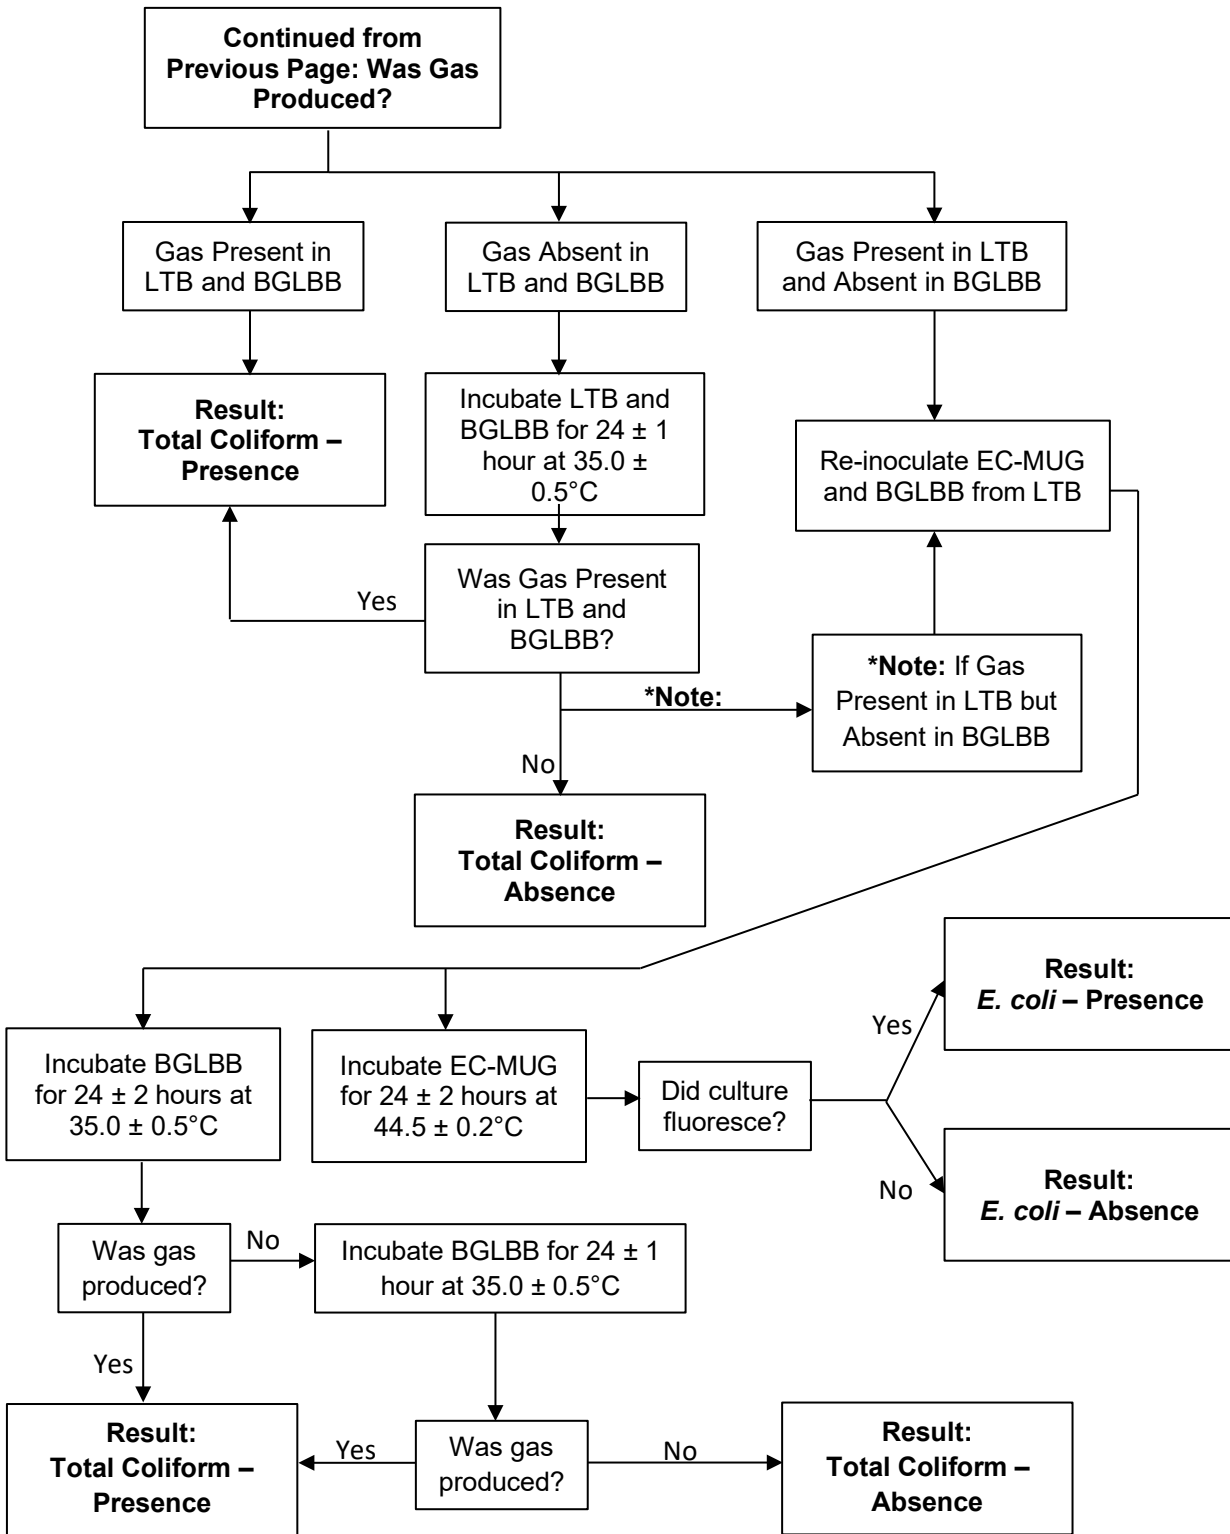 Continued from
Previous Page: Was Gas
Produced?
Gas Present in
LTB and BGLBB
Gas Absent in
LTB and BGLBB
Gas Present in LTB
and Absent in BGLBB
Result:
Total Coliform –
Presence
Incubate LTB and
BGLBB for 24 ± 1
hour at 35.0 ±
0.5°C
Re-inoculate EC-MUG
and BGLBB from LTB
Yes
Was Gas Present
in LTB and
BGLBB?
*Note:
*Note: If Gas
Present in LTB but
Absent in BGLBB
No
Result:
Total Coliform –
Absence
Result:
E. coli – Presence
Yes
Incubate BGLBB
for 24 ± 2 hours at
35.0 ± 0.5°C
Incubate EC-MUG
for 24 ± 2 hours at
44.5 ± 0.2°C
Did culture
fluoresce?
No
Result:
E. coli – Absence
Was gas
produced?
No
Incubate BGLBB for 24 ± 1
hour at 35.0 ± 0.5°C
Yes
Result:
Total Coliform –
Presence
Yes
Was gas
produced?
No
Result:
Total Coliform –
Absence